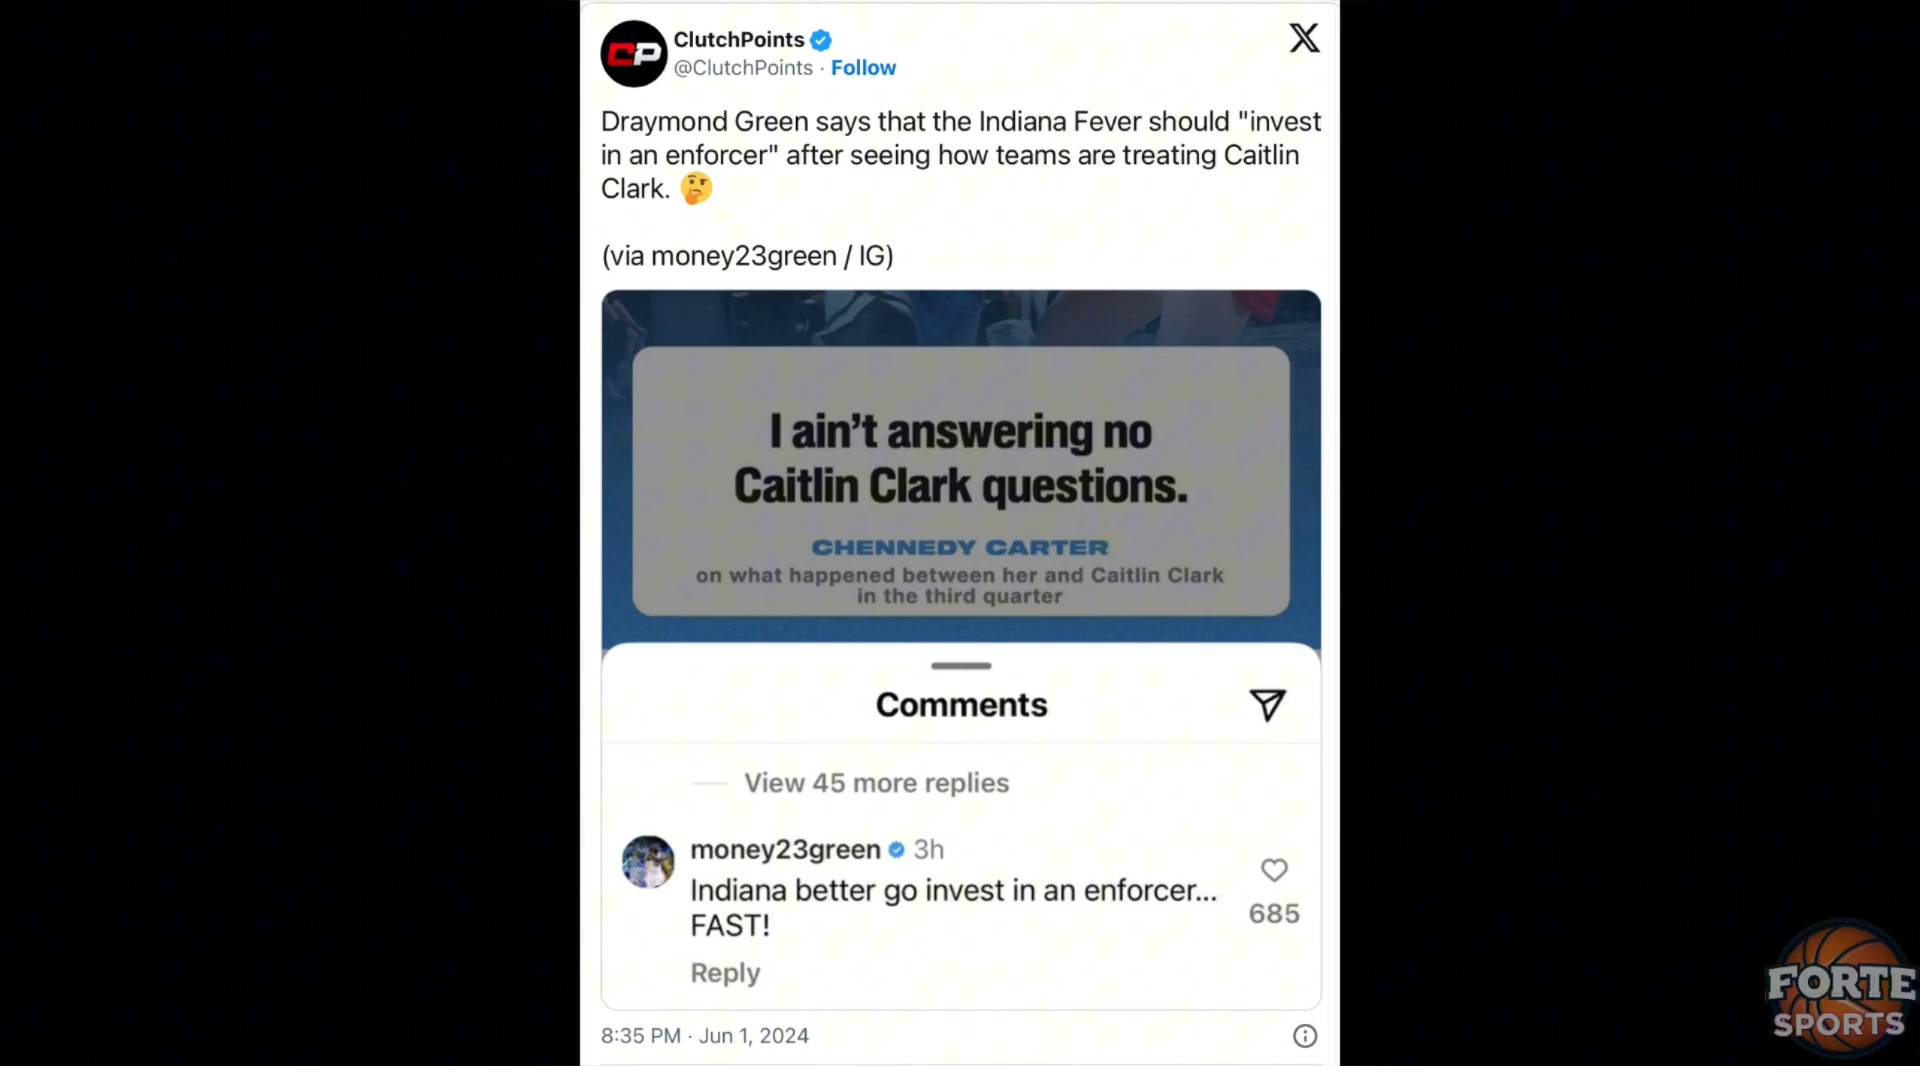 CP
ClutchPoints
@ClutchPoints · Follow
X
Draymond Green says that the Indiana Fever should "invest
in an enforcer" after seeing how teams are treating Caitlin
Clark. 🤔
(via money23green / IG)
I ain't answering no
Caitlin Clark questions.
CHENNEDY CARTER
on what happened between her and Caitlin Clark
in the third quarter
Comments
View 45 more replies
money23green 3h
Indiana better go invest in an enforcer...
FAST!
685
Reply
8:35 PM · Jun 1, 2024
FORTE
SPORTS